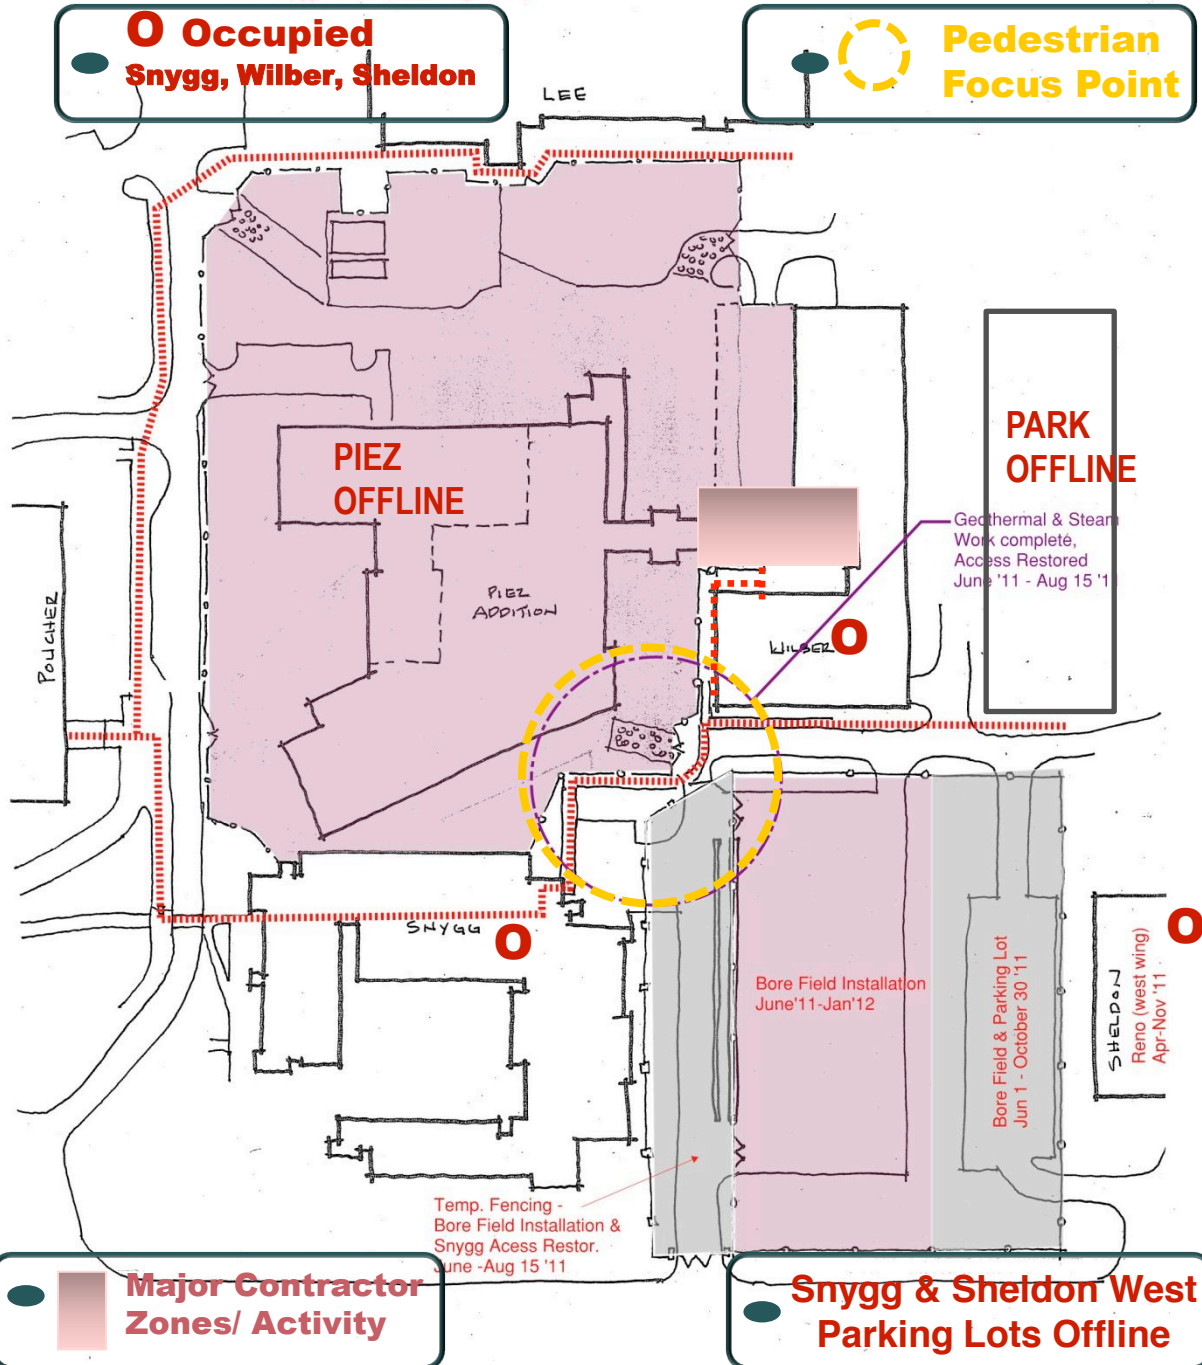 O Occupied
Snygg, Wilber, Sheldon
Pedestrian
Focus Point
LEE
PIEZ
OFFLINE
PARK
OFFLINE
Geothermal & Steam
Work complete,
Access Restored
June '11 - Aug 15 '1
PIEZ
ADDITION
POUCHER
WILBER
O
SNYGG
O
Bore Field Installation
June'11-Jan'12
Bore Field & Parking Lot
Jun 1 - October 30 '11
SHELDON
Reno (west wing)
Apr-Nov '11
O
Temp. Fencing -
Bore Field Installation &
Snygg Acess Restor.
June -Aug 15 '11
Major Contractor
Zones/ Activity
Snygg & Sheldon West
Parking Lots Offline